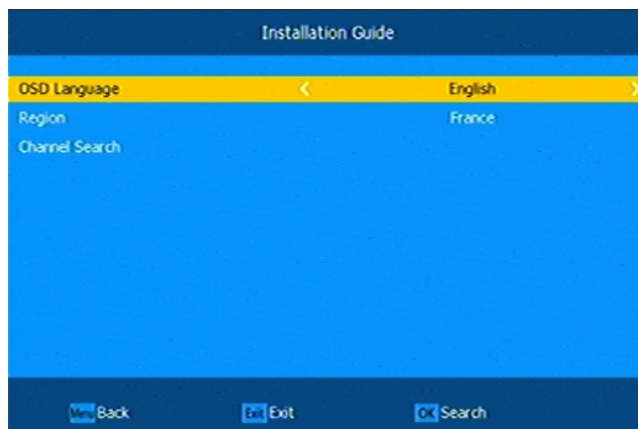 Installation Guide
OSD Language English
Region France
Channel Search
Menu Back Exit Exit OK Search